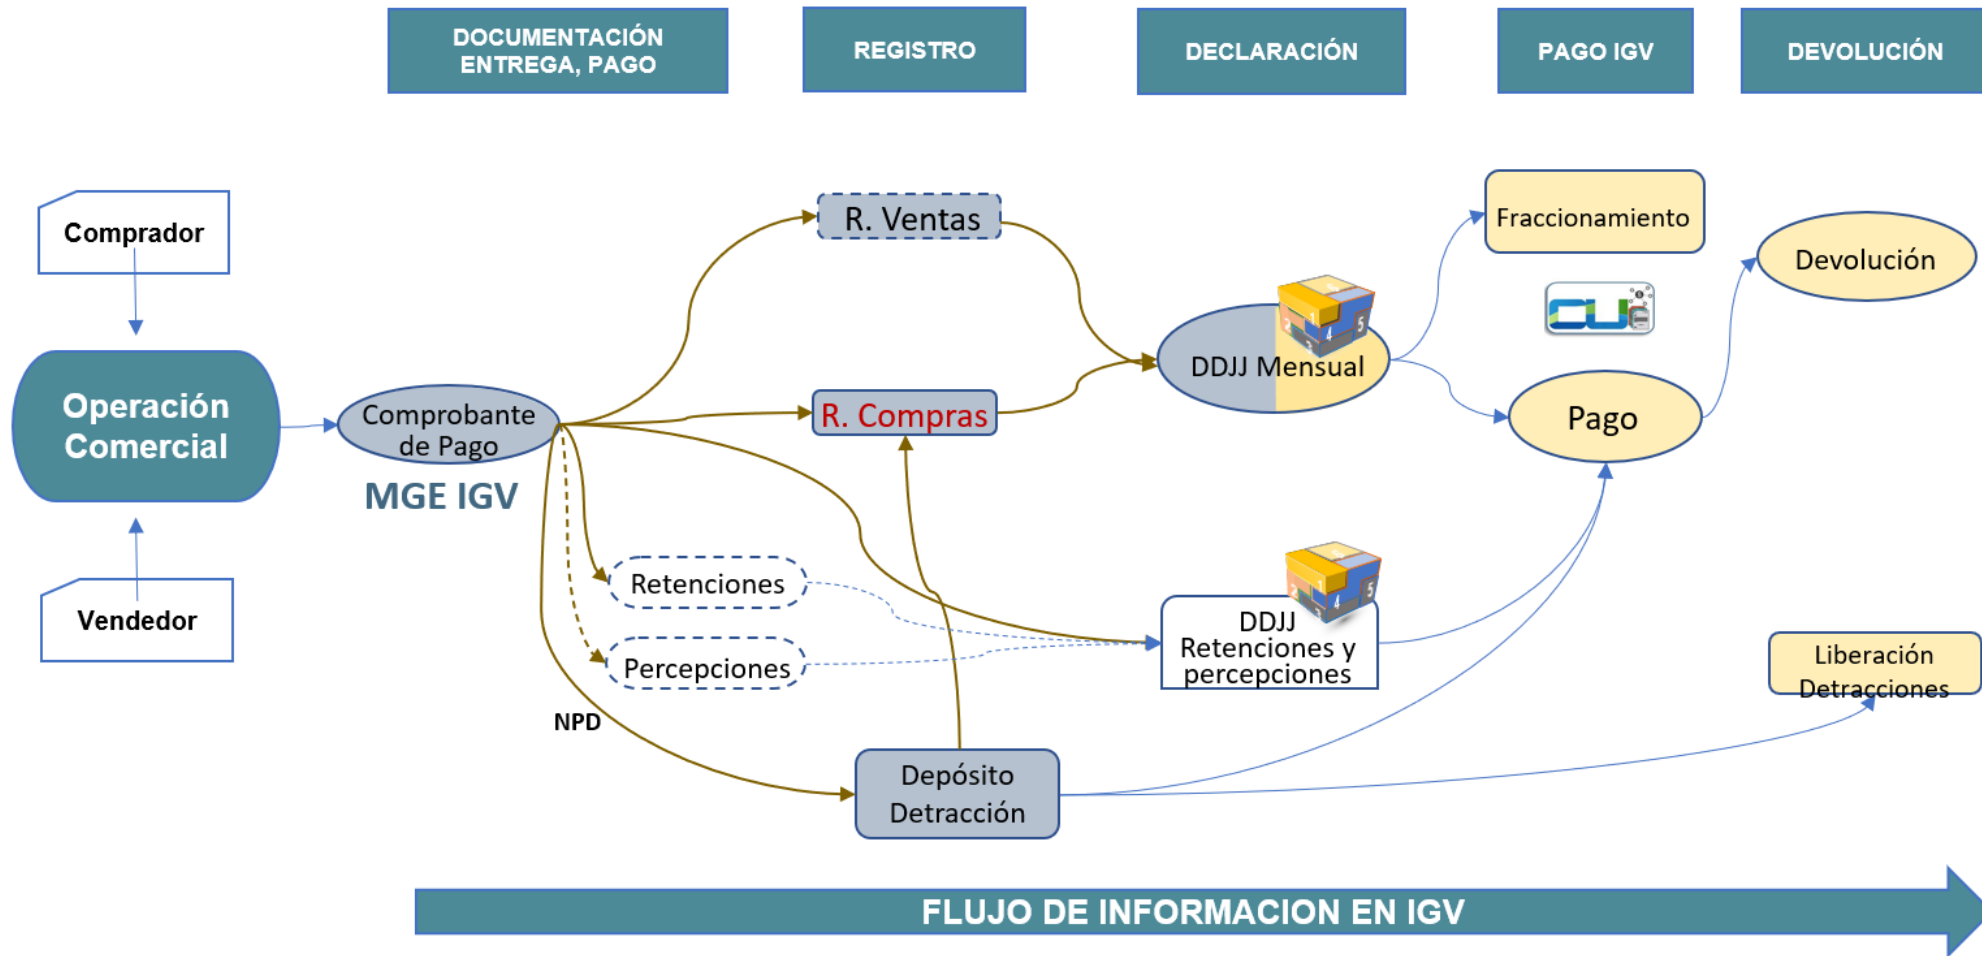 DOCUMENTACIÓN
ENTREGA, PAGO
REGISTRO
DECLARACIÓN
PAGO IGV
DEVOLUCIÓN
Comprador
Operación
Comercial
Vendedor
Comprobante
de Pago
MGE IGV
R. Ventas
R. Compras
Retenciones
Percepciones
NPD
Depósito
Detracción
DDJJ Mensual
DDJJ
Retenciones y
percepciones
Fraccionamiento
CU
Pago
Devolución
Liberación
Detracciones
FLUJO DE INFORMACION EN IGV